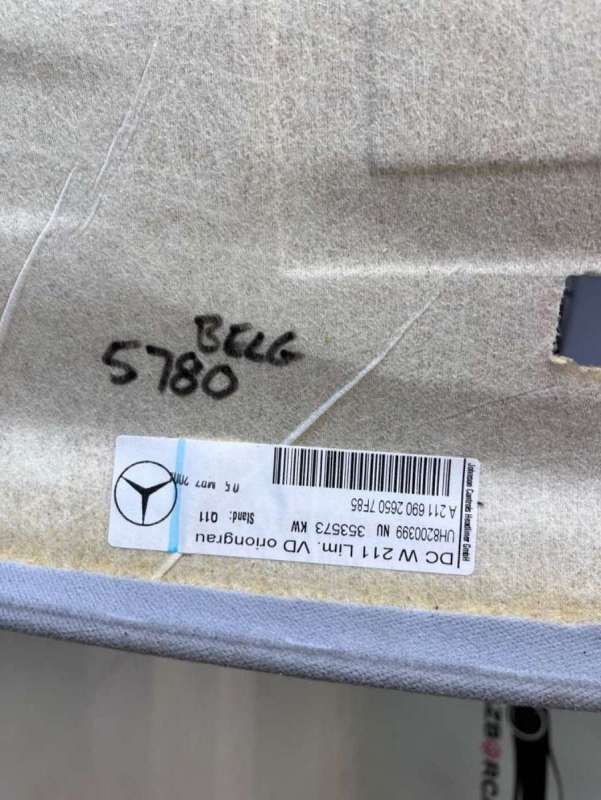 BELG
5780
Johnson Controls Headliner GmbH
DC W 211 Lim. VD oriongrau
UH8200399 NU 353573 KW
Stand: Q11
A 211 690 2650 7F85